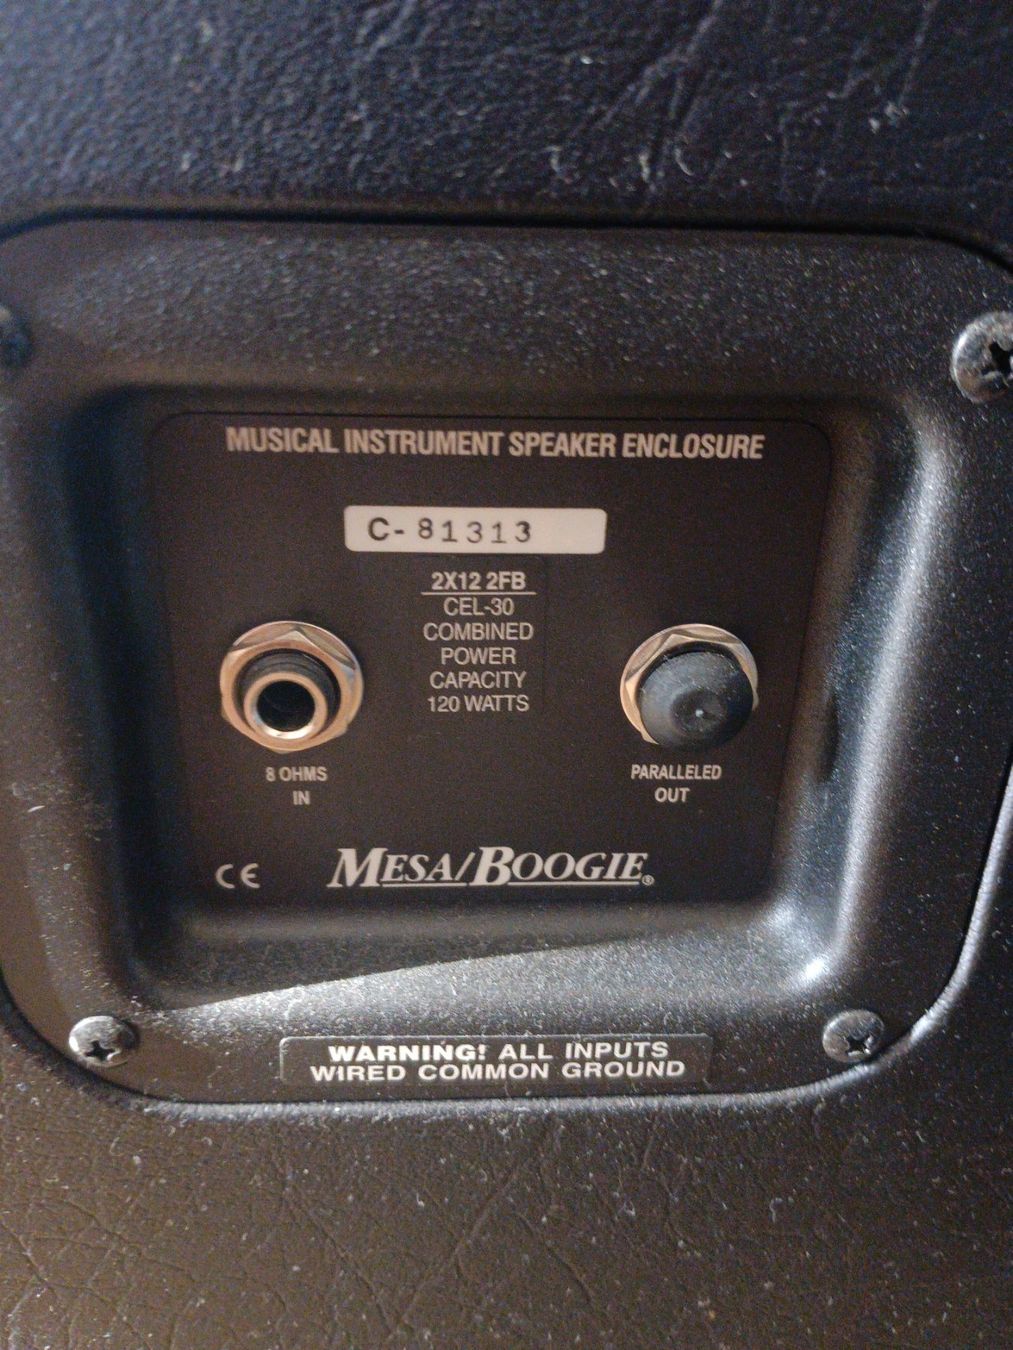 MUSICAL INSTRUMENT SPEAKER ENCLOSURE
C-81313
2X12 2FB
CEL-30
COMBINED
POWER
CAPACITY
120 WATTS
8 OHMS
IN
PARALLELED
OUT
CE
MESA/BOOGIE®
WARNING! ALL INPUTS
WIRED COMMON GROUND